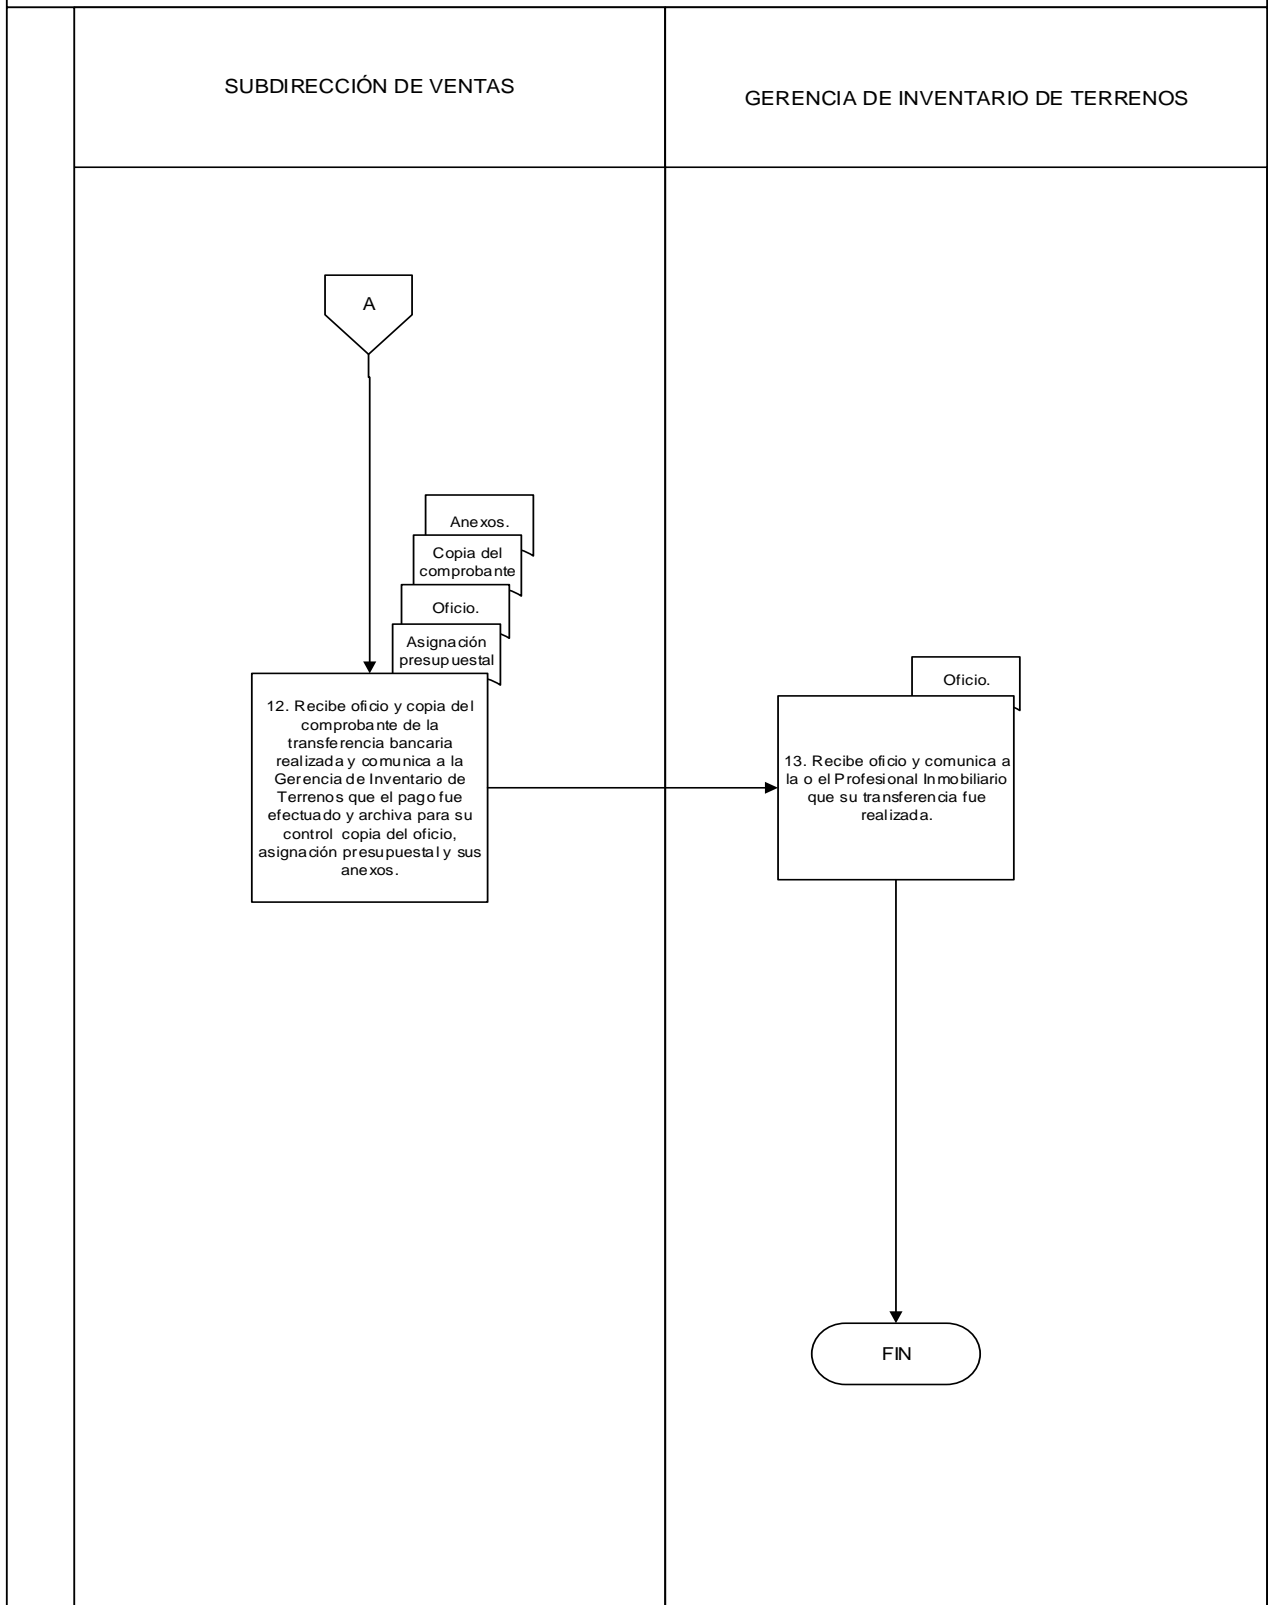 SUBDIRECCIÓN DE VENTAS
GERENCIA DE INVENTARIO DE TERRENOS
A
Anexos.
Copia del
comprobante
Oficio.
Asignación
presupuestal
12. Recibe oficio y copia del
comprobante de la
transferencia bancaria
realizada y comunica a la
Gerencia de Inventario de
Terrenos que el pago fue
efectuado y archiva para su
control copia del oficio,
asignación presupuestal y sus
anexos.
Oficio.
13. Recibe oficio y comunica a
la o el Profesional Inmobiliario
que su transferencia fue
realizada.
FIN